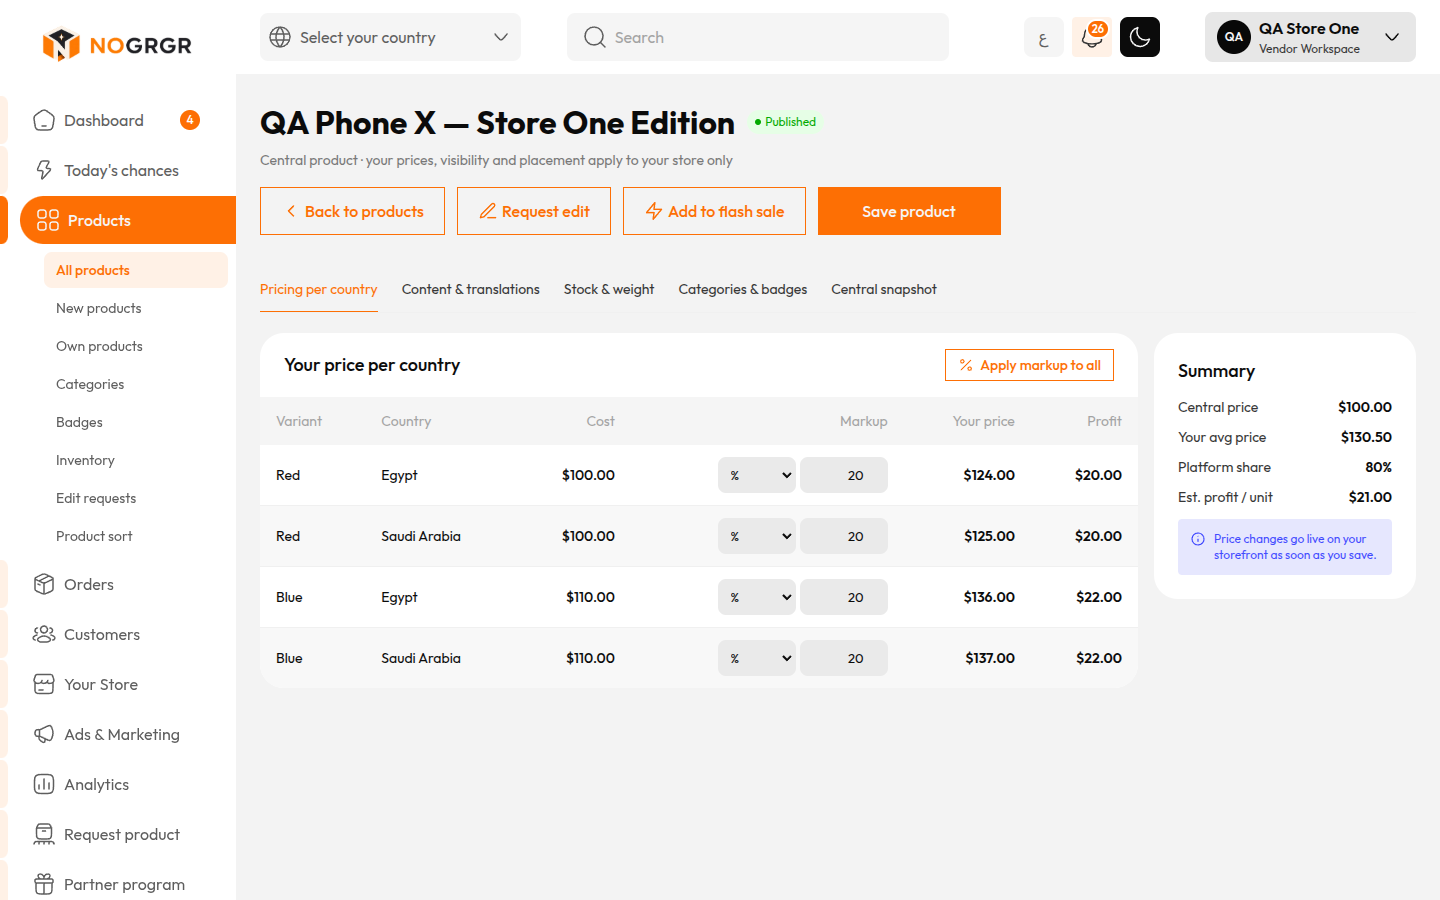 NOGRGR
Select your country
Search
ع
26
QA
QA Store One
Vendor Workspace
Dashboard
4
Today's chances
Products
All products
New products
Own products
Categories
Badges
Inventory
Edit requests
Product sort
Orders
Customers
Your Store
Ads & Marketing
Analytics
Request product
Partner program
QA Phone X — Store One Edition
Published
Central product · your prices, visibility and placement apply to your store only
Back to products
Request edit
Add to flash sale
Save product
Pricing per country
Content & translations
Stock & weight
Categories & badges
Central snapshot
Your price per country
Apply markup to all
Variant Country Cost Markup Your price Profit
Red Egypt $100.00 % 20 $124.00 $20.00
Red Saudi Arabia $100.00 % 20 $125.00 $20.00
Blue Egypt $110.00 % 20 $136.00 $22.00
Blue Saudi Arabia $110.00 % 20 $137.00 $22.00
Summary
Central price $100.00
Your avg price $130.50
Platform share 80%
Est. profit / unit $21.00
Price changes go live on your
storefront as soon as you save.